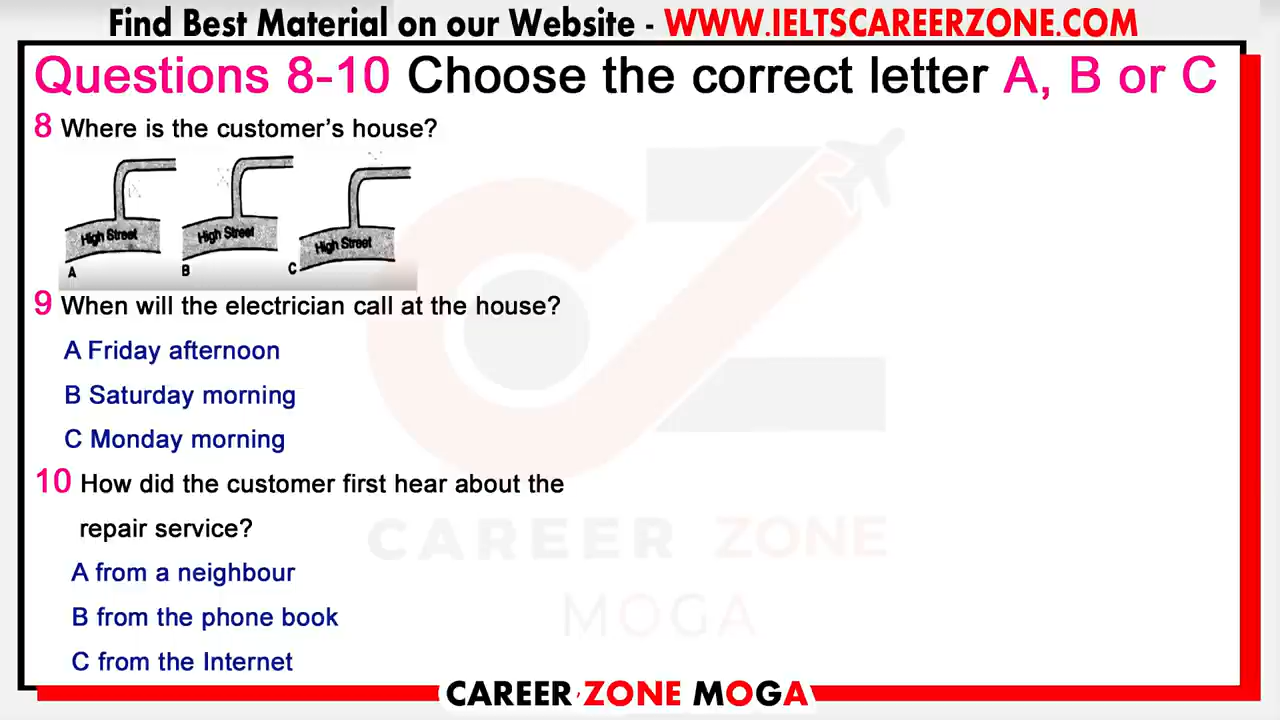 Find Best Material on our Website - WWW.IELTSCAREERZONE.COM
Questions 8-10 Choose the correct letter A, B or C
8 Where is the customer's house?
High Street High Street High Street
A B C
9 When will the electrician call at the house?
A Friday afternoon
B Saturday morning
C Monday morning
10 How did the customer first hear about the
repair service?
A from a neighbour
B from the phone book
C from the Internet
CAREER ZONE
MOGA
CAREER ZONE MOGA